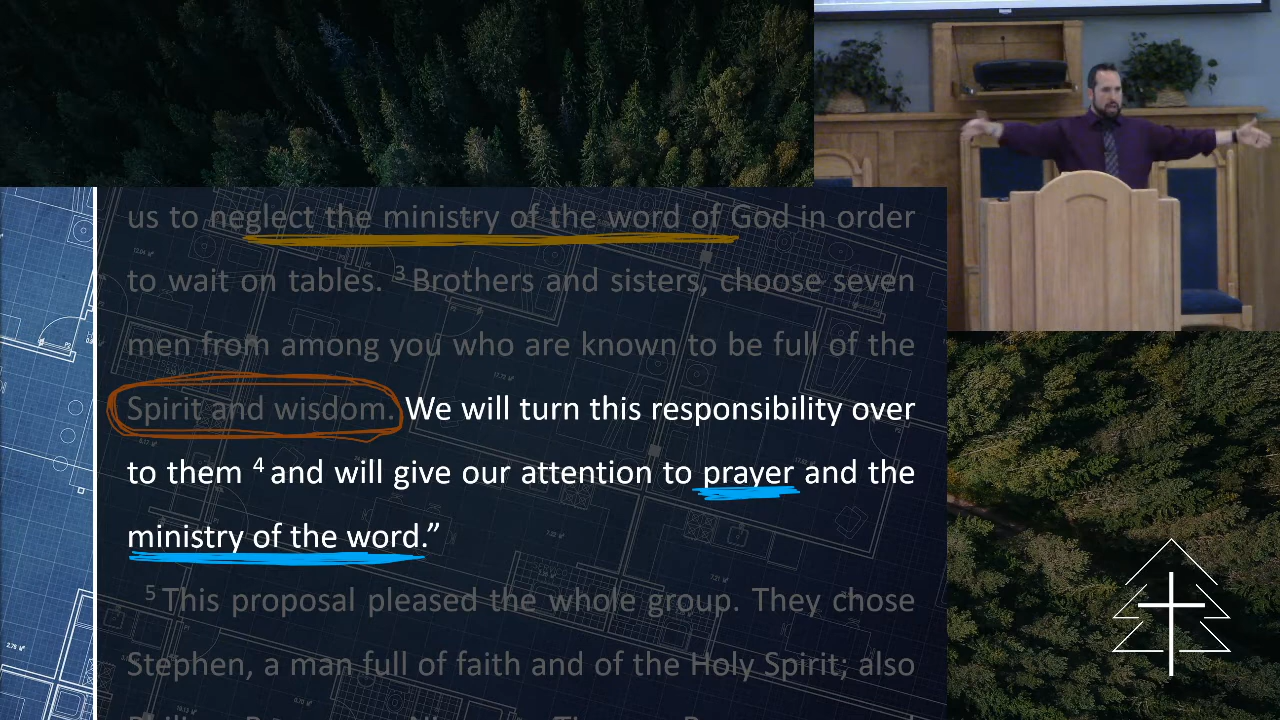 us to neglect the ministry of the word of God in order
to wait on tables. 3 Brothers and sisters, choose seven
men from among you who are known to be full of the
Spirit and wisdom. We will turn this responsibility over
to them 4 and will give our attention to prayer and the
ministry of the word.”
5 This proposal pleased the whole group. They chose
Stephen, a man full of faith and of the Holy Spirit; also